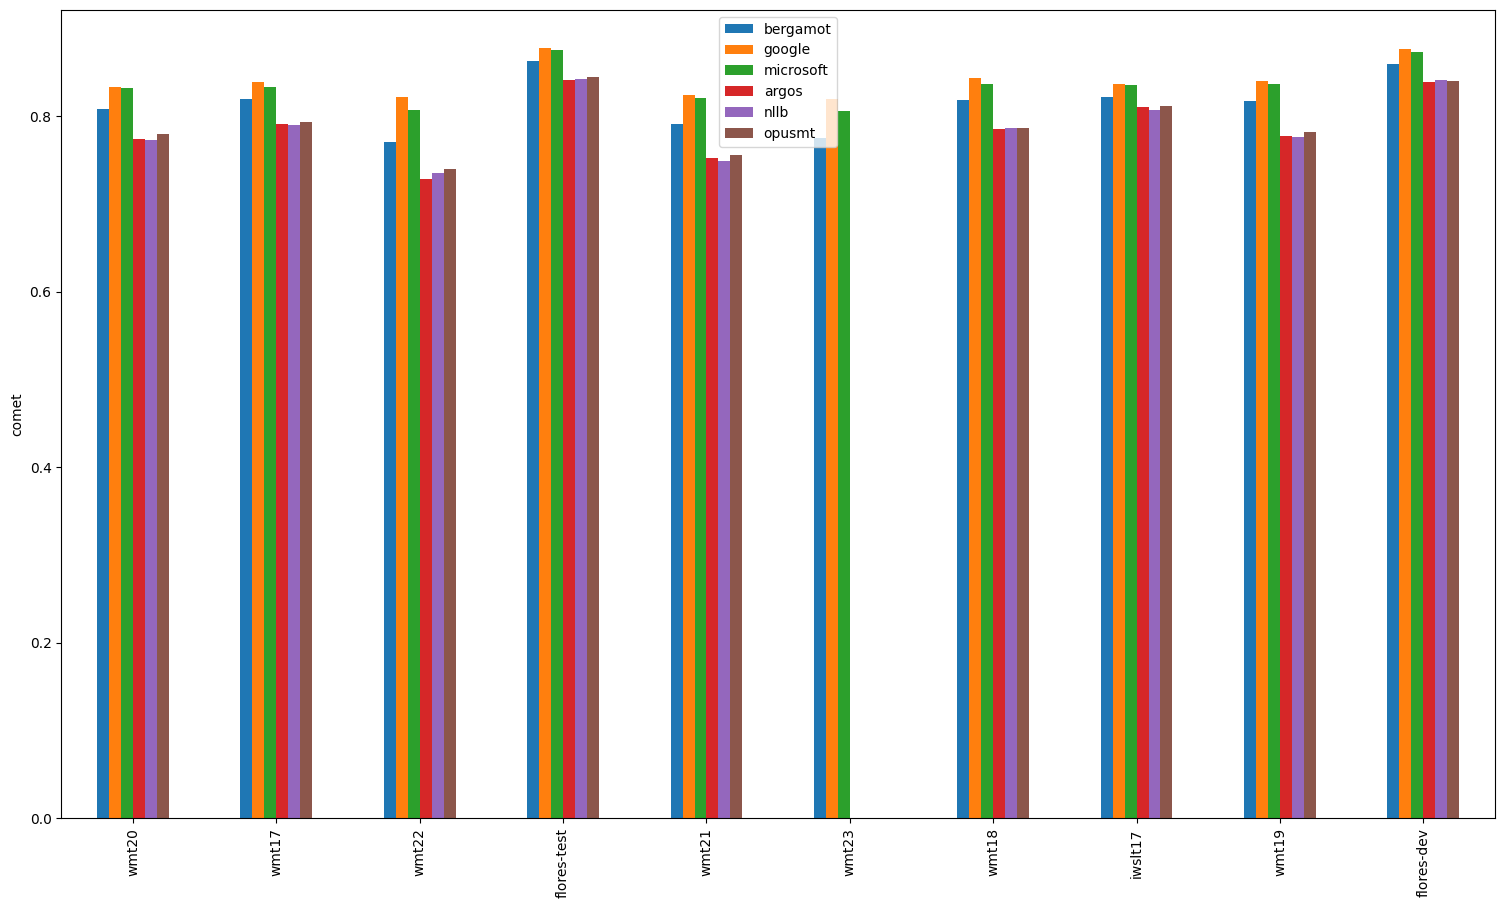 bergamot
google
microsoft
argos
nllb
opusmt
comet
0.8
0.6
0.4
0.2
0.0
wmt20
wmt17
wmt22
flores-test
wmt21
wmt23
wmt18
iwslt17
wmt19
flores-dev